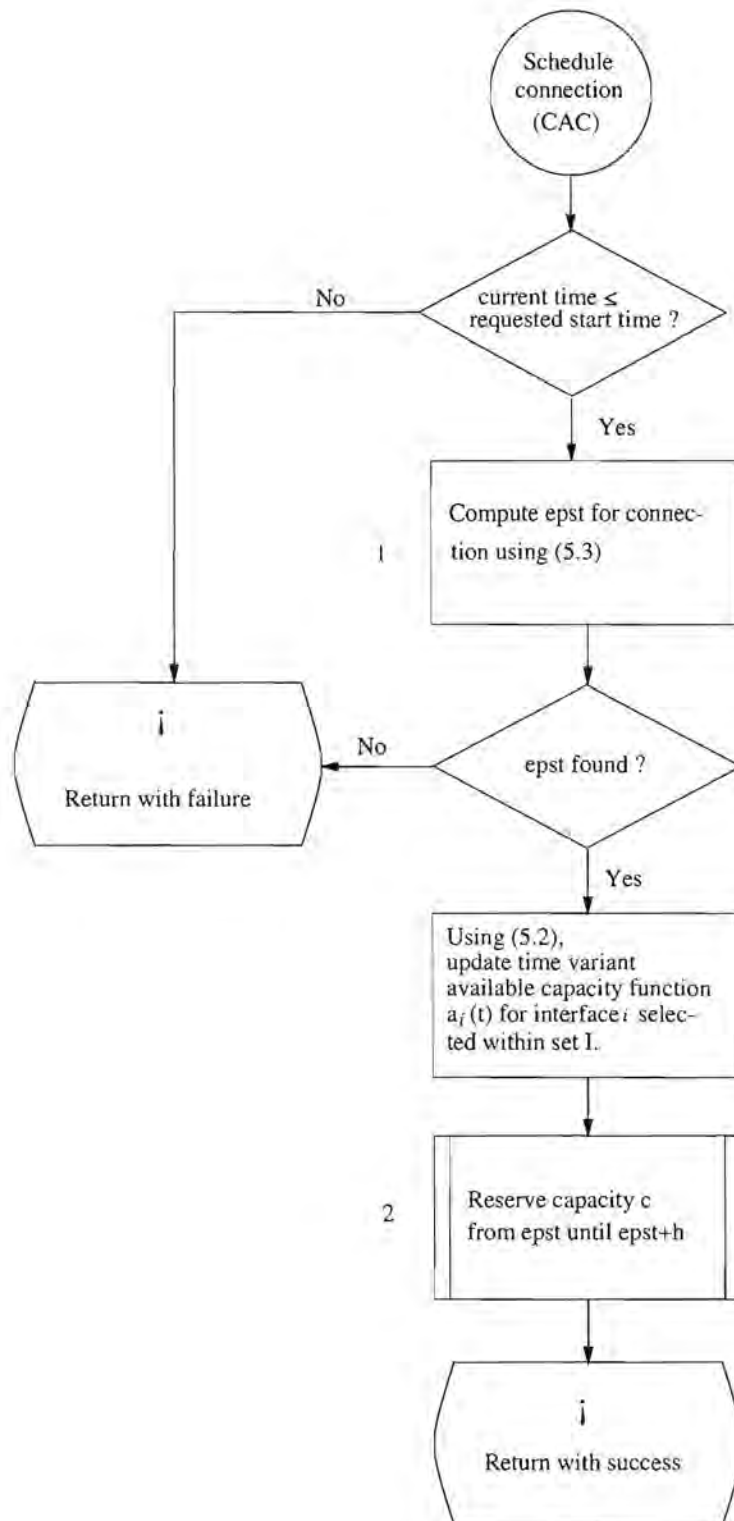 Schedule
connection
(CAC)
current time ≤
requested start time ?
No
Yes
Compute epst for connec-
tion using (5.3)
1
¡
Return with failure
No
epst found ?
Yes
Using (5.2),
update time variant
available capacity function
a_i (t) for interface i selec-
ted within set I.
2
Reserve capacity c
from epst until epst+h
¡
Return with success